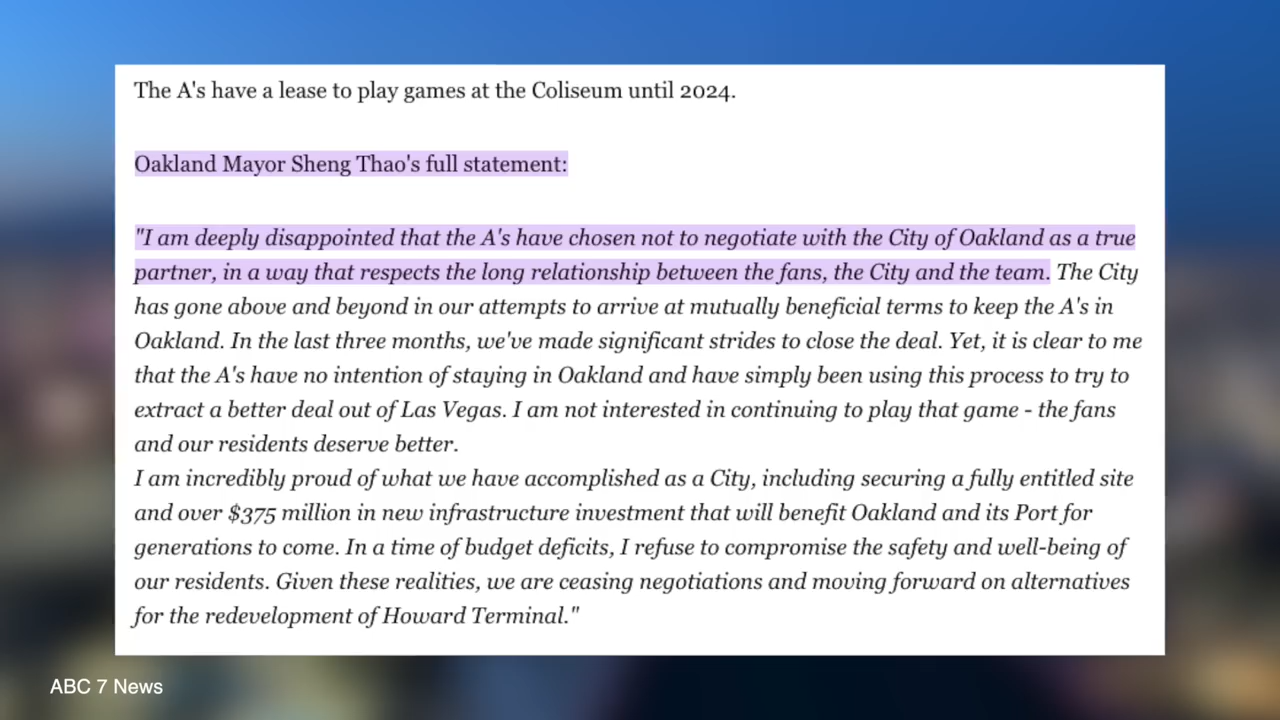 The A's have a lease to play games at the Coliseum until 2024.
Oakland Mayor Sheng Thao's full statement:
"I am deeply disappointed that the A's have chosen not to negotiate with the City of Oakland as a true
partner, in a way that respects the long relationship between the fans, the City and the team. The City
has gone above and beyond in our attempts to arrive at mutually beneficial terms to keep the A's in
Oakland. In the last three months, we've made significant strides to close the deal. Yet, it is clear to me
that the A's have no intention of staying in Oakland and have simply been using this process to try to
extract a better deal out of Las Vegas. I am not interested in continuing to play that game - the fans
and our residents deserve better.
I am incredibly proud of what we have accomplished as a City, including securing a fully entitled site
and over $375 million in new infrastructure investment that will benefit Oakland and its Port for
generations to come. In a time of budget deficits, I refuse to compromise the safety and well-being of
our residents. Given these realities, we are ceasing negotiations and moving forward on alternatives
for the redevelopment of Howard Terminal."
ABC 7 News